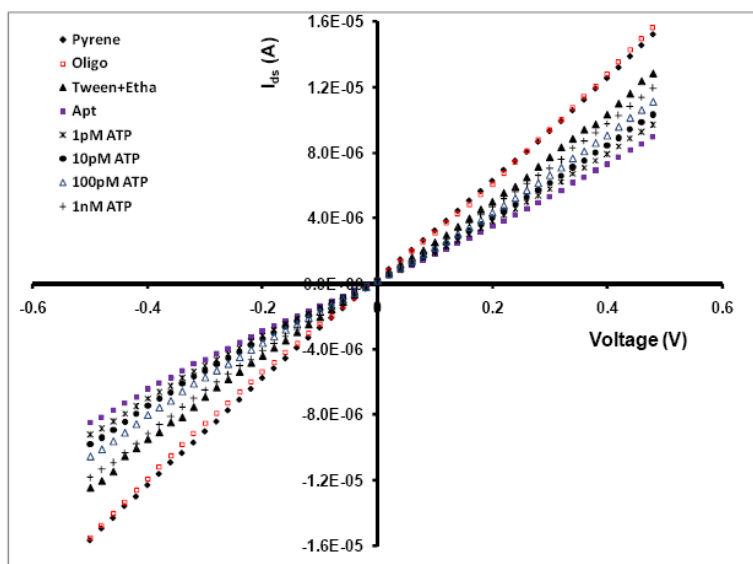 Pyrene
Oligo
Tween+Etha
Apt
1pM ATP
10pM ATP
100pM ATP
1nM ATP
Ids (A)
1.6E-05
1.2E-05
8.0E-06
4.0E-06
0.0E+00
-0.6
-0.4
-0.2
0
0.2
0.4
0.6
Voltage (V)
-4.0E-06
-8.0E-06
-1.2E-05
-1.6E-05